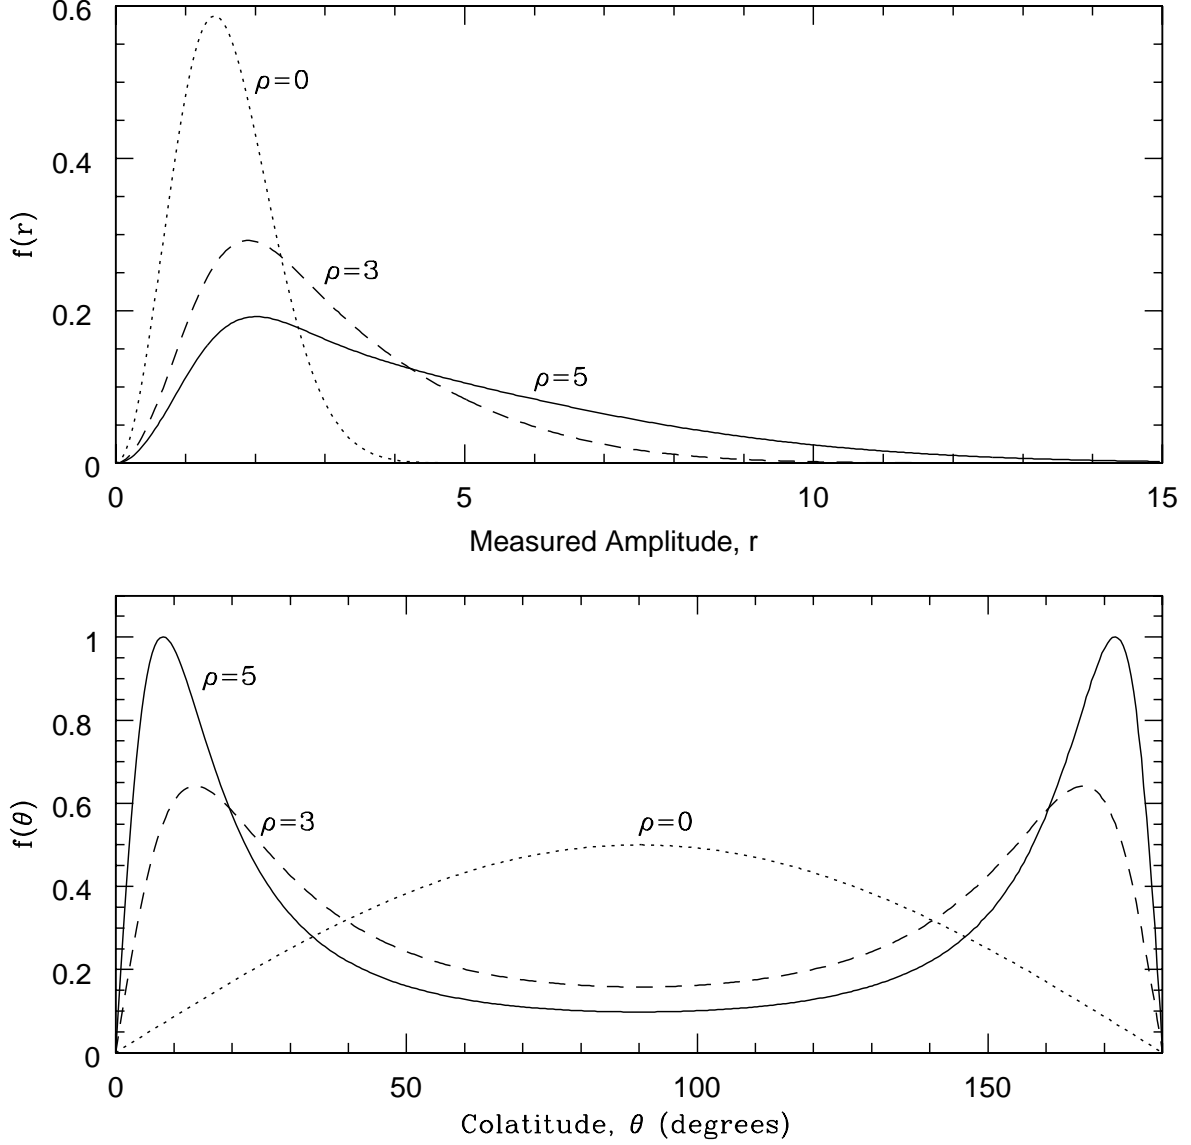 0.6
ρ=0
0.4
f(r)
ρ=3
0.2
ρ=5
0
0 5 10 15
Measured Amplitude, r
1
ρ=5
0.8
0.6
f(θ)
ρ=3 ρ=0
0.4
0.2
0
0 50 100 150
Colatitude, θ (degrees)